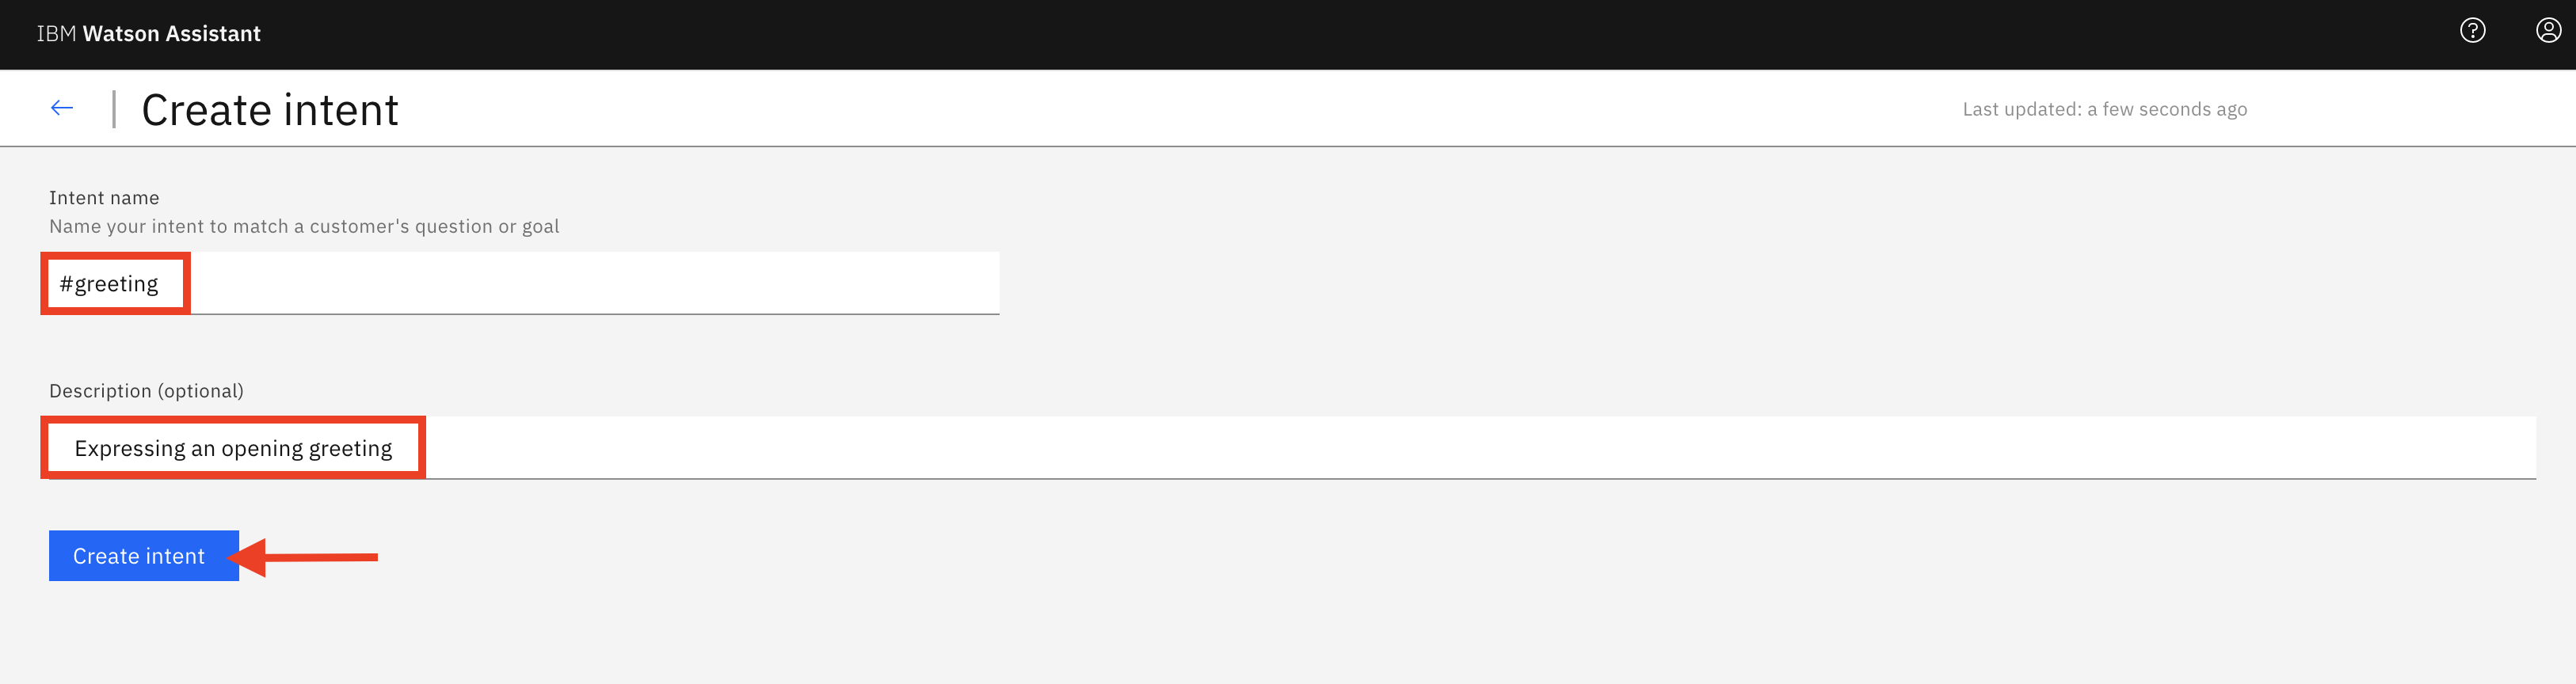 IBM Watson Assistant
Create intent
Last updated: a few seconds ago
Intent name
Name your intent to match a customer's question or goal
#greeting
Description (optional)
Expressing an opening greeting
Create intent